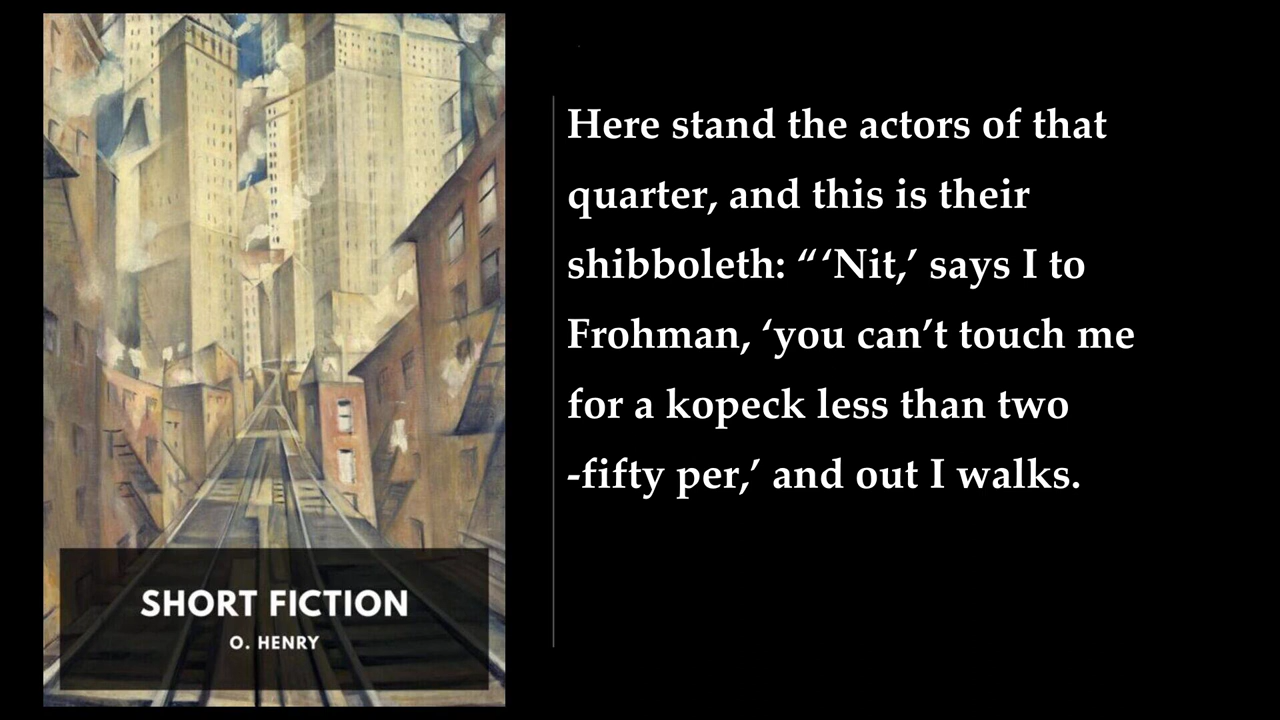 Here stand the actors of that
quarter, and this is their
shibboleth: “ ‘Nit,’ says I to
Frohman, ‘you can’t touch me
for a kopeck less than two
-fifty per,’ and out I walks.
SHORT FICTION
O. HENRY